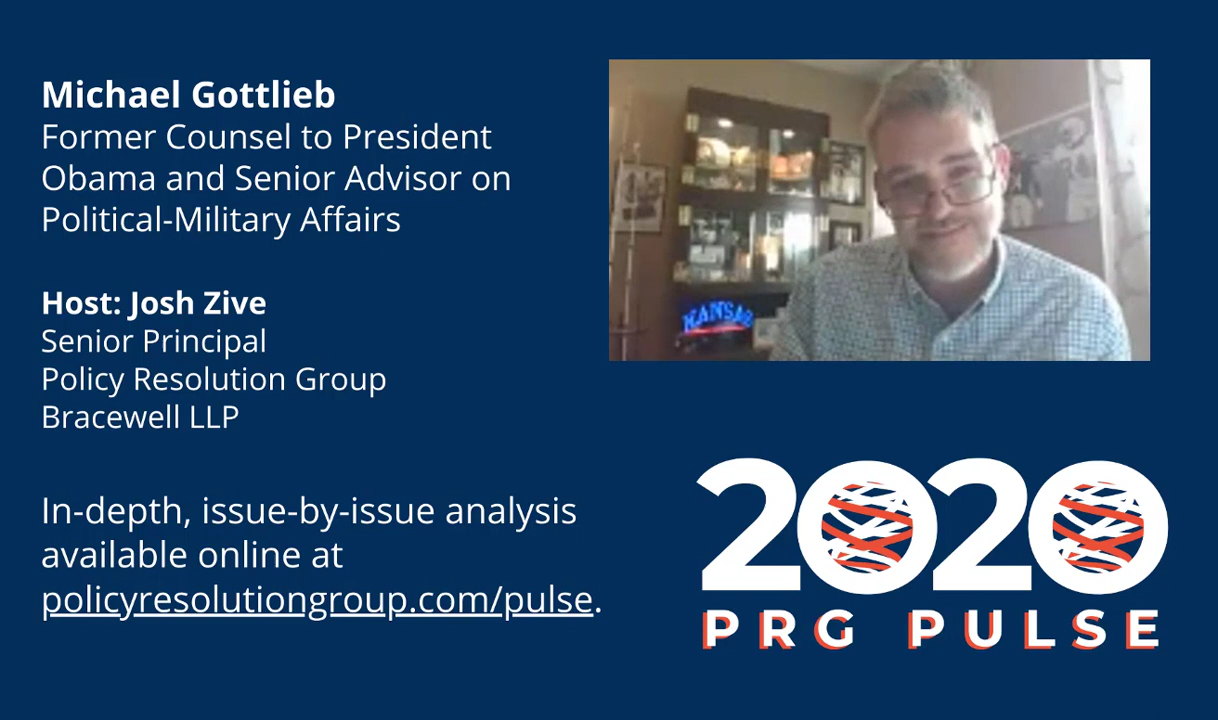 Michael Gottlieb
Former Counsel to President
Obama and Senior Advisor on
Political-Military Affairs
Host: Josh Zive
Senior Principal
Policy Resolution Group
Bracewell LLP
In-depth, issue-by-issue analysis
available online at
policyresolutiongroup.com/pulse.
KANSAS
2020
PRG PULSE